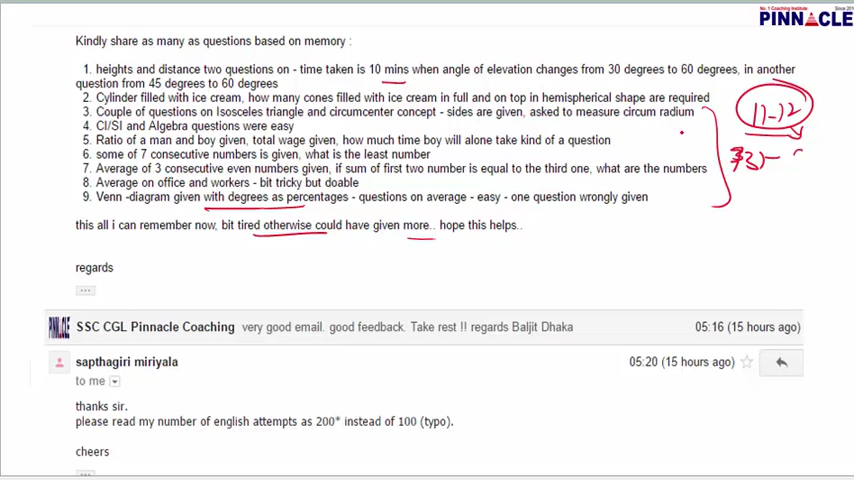 No. 1 Coaching Institute
PINNACLE
Kindly share as many as questions based on memory :
1. heights and distance two questions on - time taken is 10 mins when angle of elevation changes from 30 degrees to 60 degrees, in another
question from 45 degrees to 60 degrees
2. Cylinder filled with ice cream, how many cones filled with ice cream in full and on top in hemispherical shape are required
3. Couple of questions on Isosceles triangle and circumcenter concept - sides are given, asked to measure circum radium
4. CI/SI and Algebra questions were easy
5. Ratio of a man and boy given, total wage given, how much time boy will alone take kind of a question
6. some of 7 consecutive numbers is given, what is the least number
7. Average of 3 consecutive even numbers given, if sum of first two number is equal to the third one, what are the numbers
8. Average on office and workers - bit tricky but doable
9. Venn -diagram given with degrees as percentages - questions on average - easy - one question wrongly given
11-12
this all i can remember now, bit tired otherwise could have given more.. hope this helps..
regards
...
PINNACLE
SSC CGL Pinnacle Coaching very good email. good feedback. Take rest !! regards Baljit Dhaka 05:16 (15 hours ago)
sapthagiri miriyala 05:20 (15 hours ago)
to me
thanks sir.
please read my number of english attempts as 200* instead of 100 (typo).
cheers